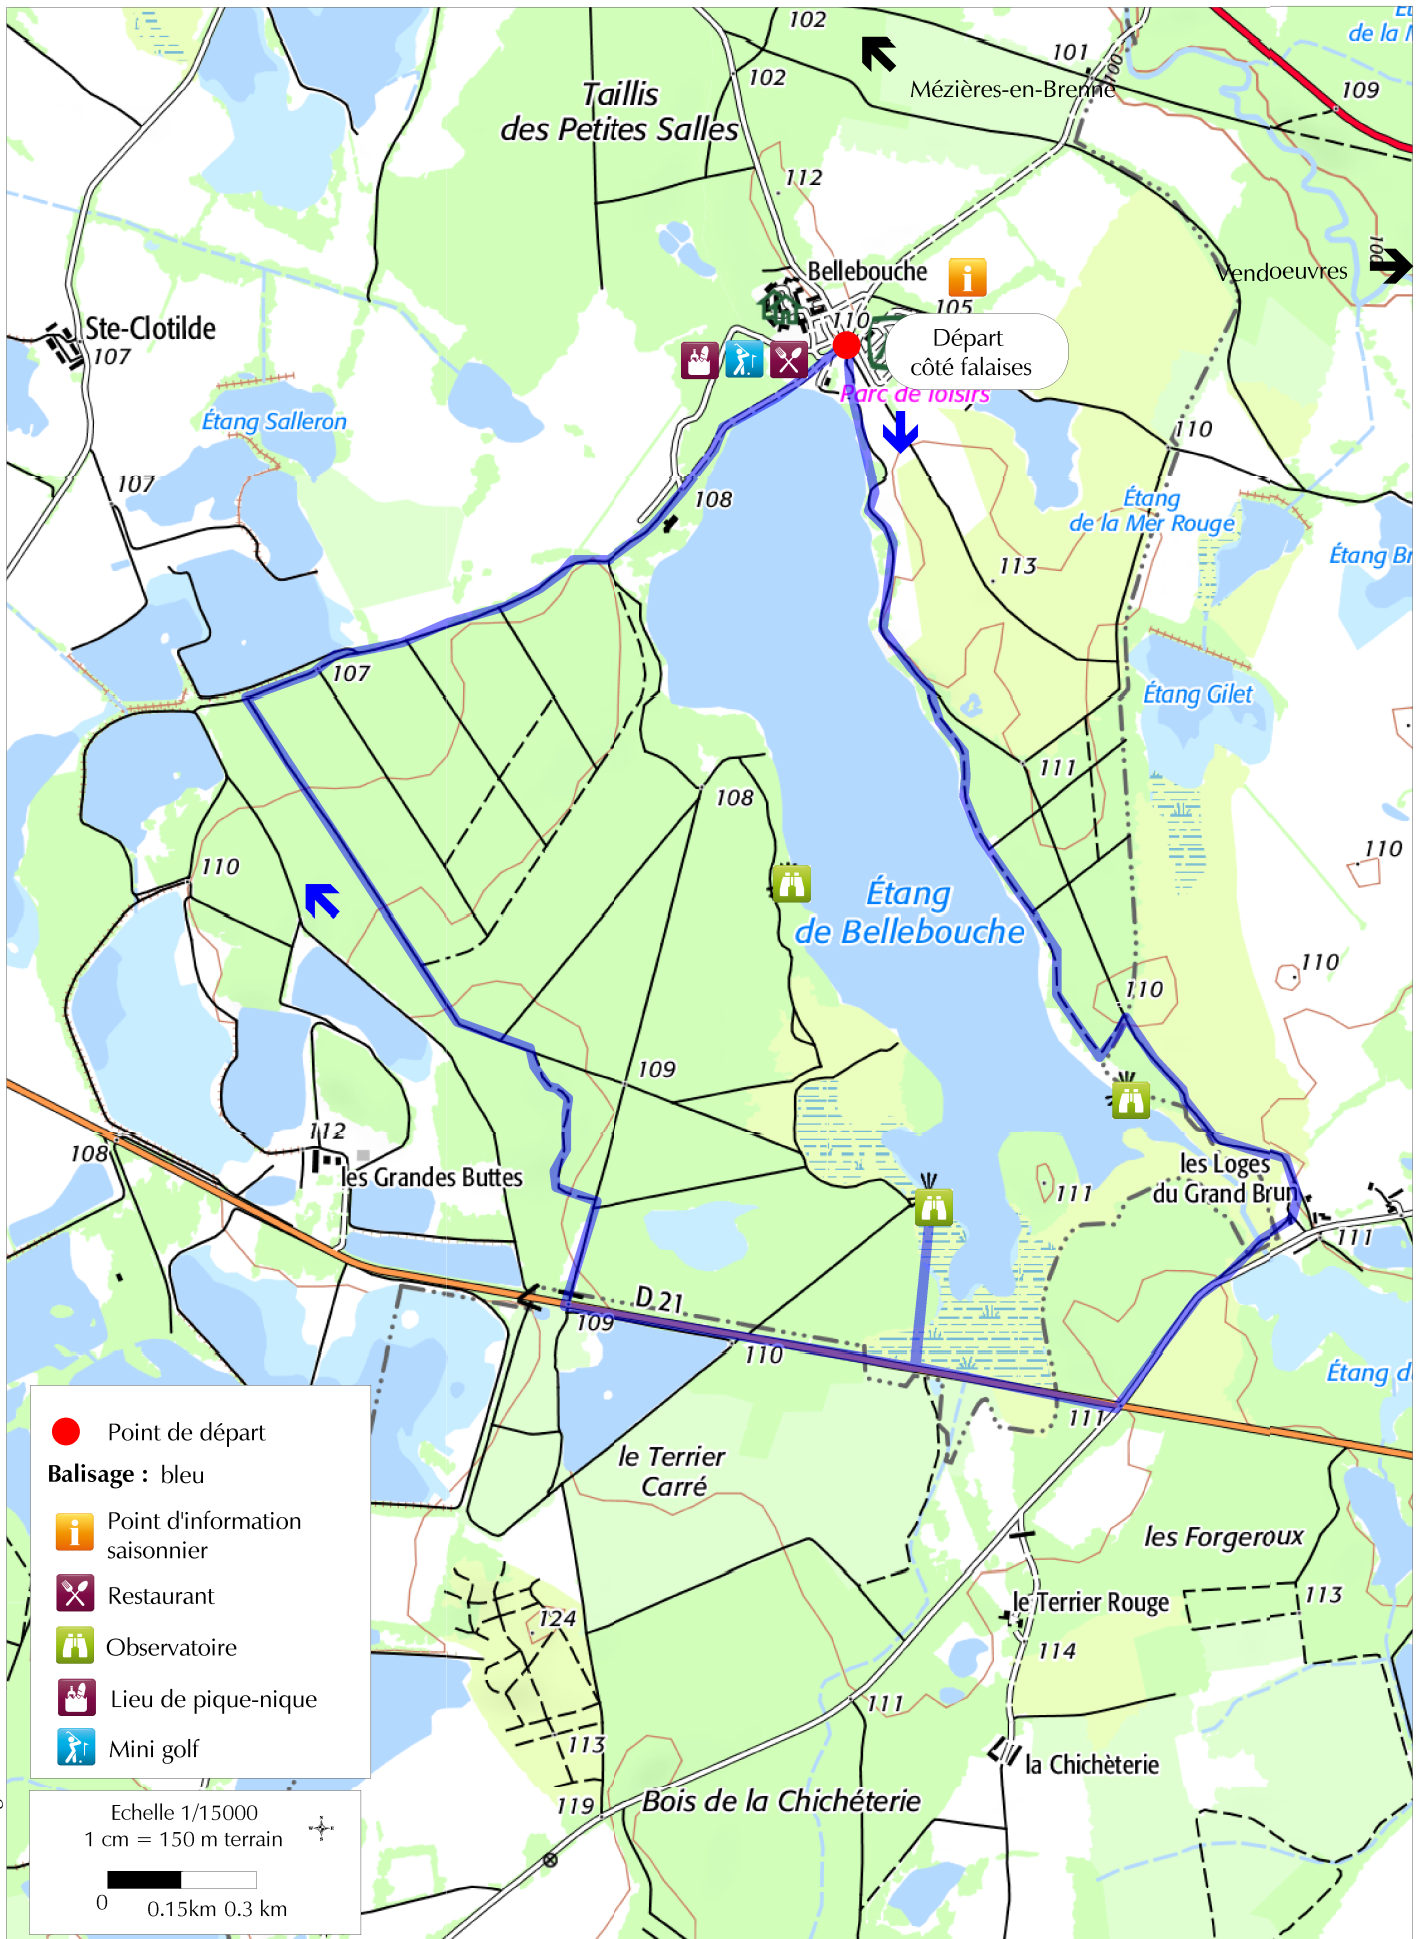 102
101
100
Mézières-en-Brenne
109
de la
102
Taillis
des Petites Salles
112
100
Vendoeuvres
Bellebouche
105
110
Départ
côté falaises
Parc de loisirs
Ste-Clotilde
107
Étang Salleron
107
110
108
Étang
de la Mer Rouge
Étang
113
107
Étang Gilet
111
108
110
110
Étang
de Bellebouche
110
110
109
112
108
les Grandes Buttes
les Loges
du Grand Brun
111
111
D 21
109
110
Étang
111
le Terrier
Carré
les Forgeroux
113
le Terrier Rouge
124
114
111
113
la Chichèterie
119
Bois de la Chichéterie
Point de départ
Balisage : bleu
Point d'information
saisonnier
Restaurant
Observatoire
Lieu de pique-nique
Mini golf
Echelle 1/15000
1 cm = 150 m terrain
0
0.15km 0.3 km